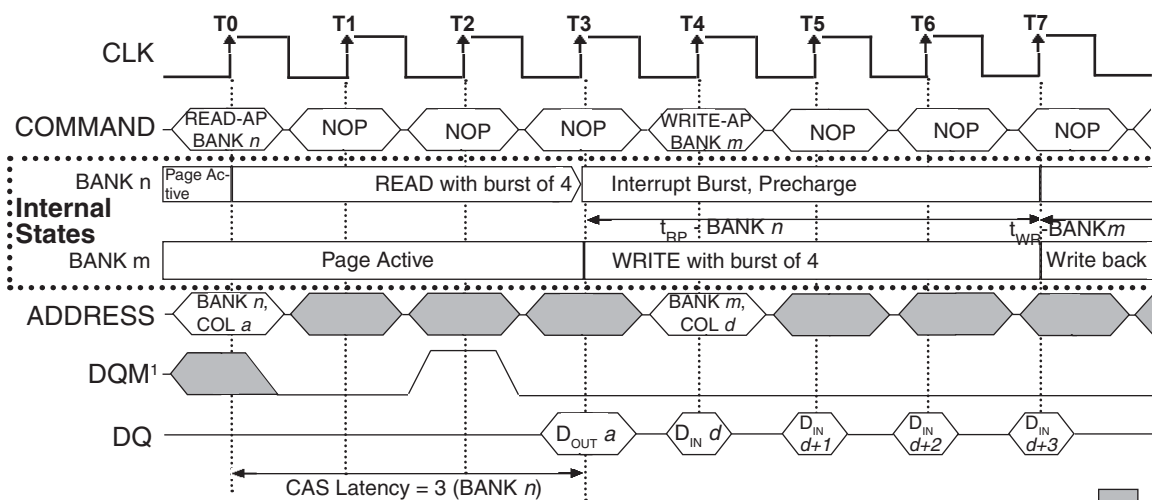 T0 T1 T2 T3 T4 T5 T6 T7
CLK
COMMAND READ-AP BANK n NOP NOP NOP WRITE-AP BANK m NOP NOP NOP
Internal States
BANK n Page Ac-tive READ with burst of 4 Interrupt Burst, Precharge
tRP - BANK n tWR-BANK m
BANK m Page Active WRITE with burst of 4 Write back
ADDRESS BANK n, COL a BANK m, COL d
DQM1
DQ DOUT a DIN d DIN d+1 DIN d+2 DIN d+3
CAS Latency = 3 (BANK n)